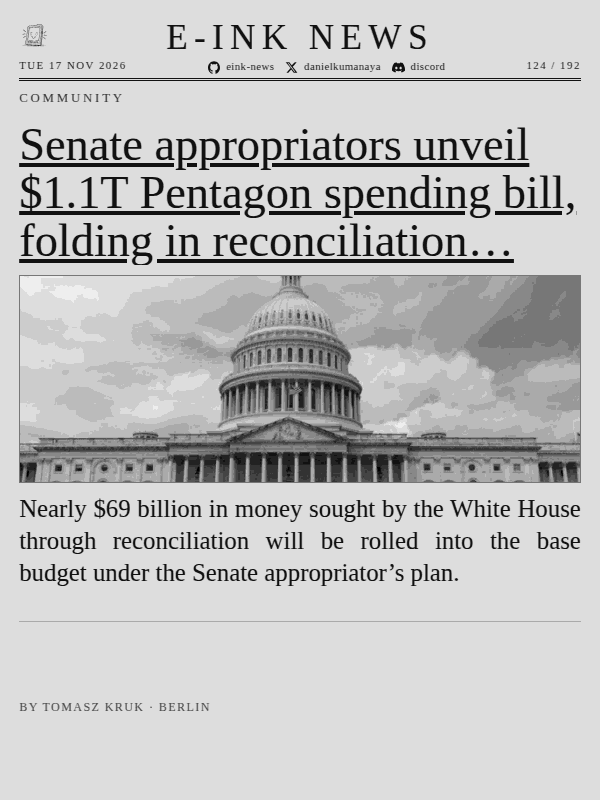 E-INK NEWS
TUE 17 NOV 2026
eink-news danielkumanaya discord
124 / 192
COMMUNITY
Senate appropriators unveil
$1.1T Pentagon spending bill,
folding in reconciliation…
Nearly $69 billion in money sought by the White House
through reconciliation will be rolled into the base
budget under the Senate appropriator’s plan.
BY TOMASZ KRUK · BERLIN